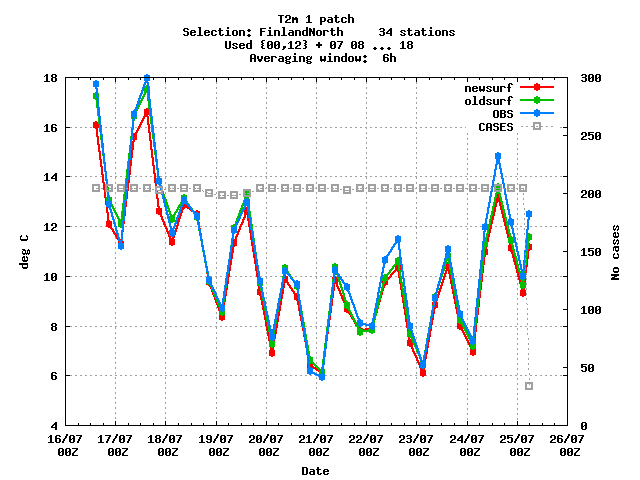 T2m 1 patch
Selection: FinlandNorth     34 stations
Used {00,12} + 07 08 ... 18
Averaging window:  6h
newsurf
oldsurf
OBS
CASES
18
16
14
12
10
8
6
4
deg C
300
250
200
150
100
50
0
No cases
16/07 17/07 18/07 19/07 20/07 21/07 22/07 23/07 24/07 25/07 26/07
00Z 00Z 00Z 00Z 00Z 00Z 00Z 00Z 00Z 00Z 00Z
Date